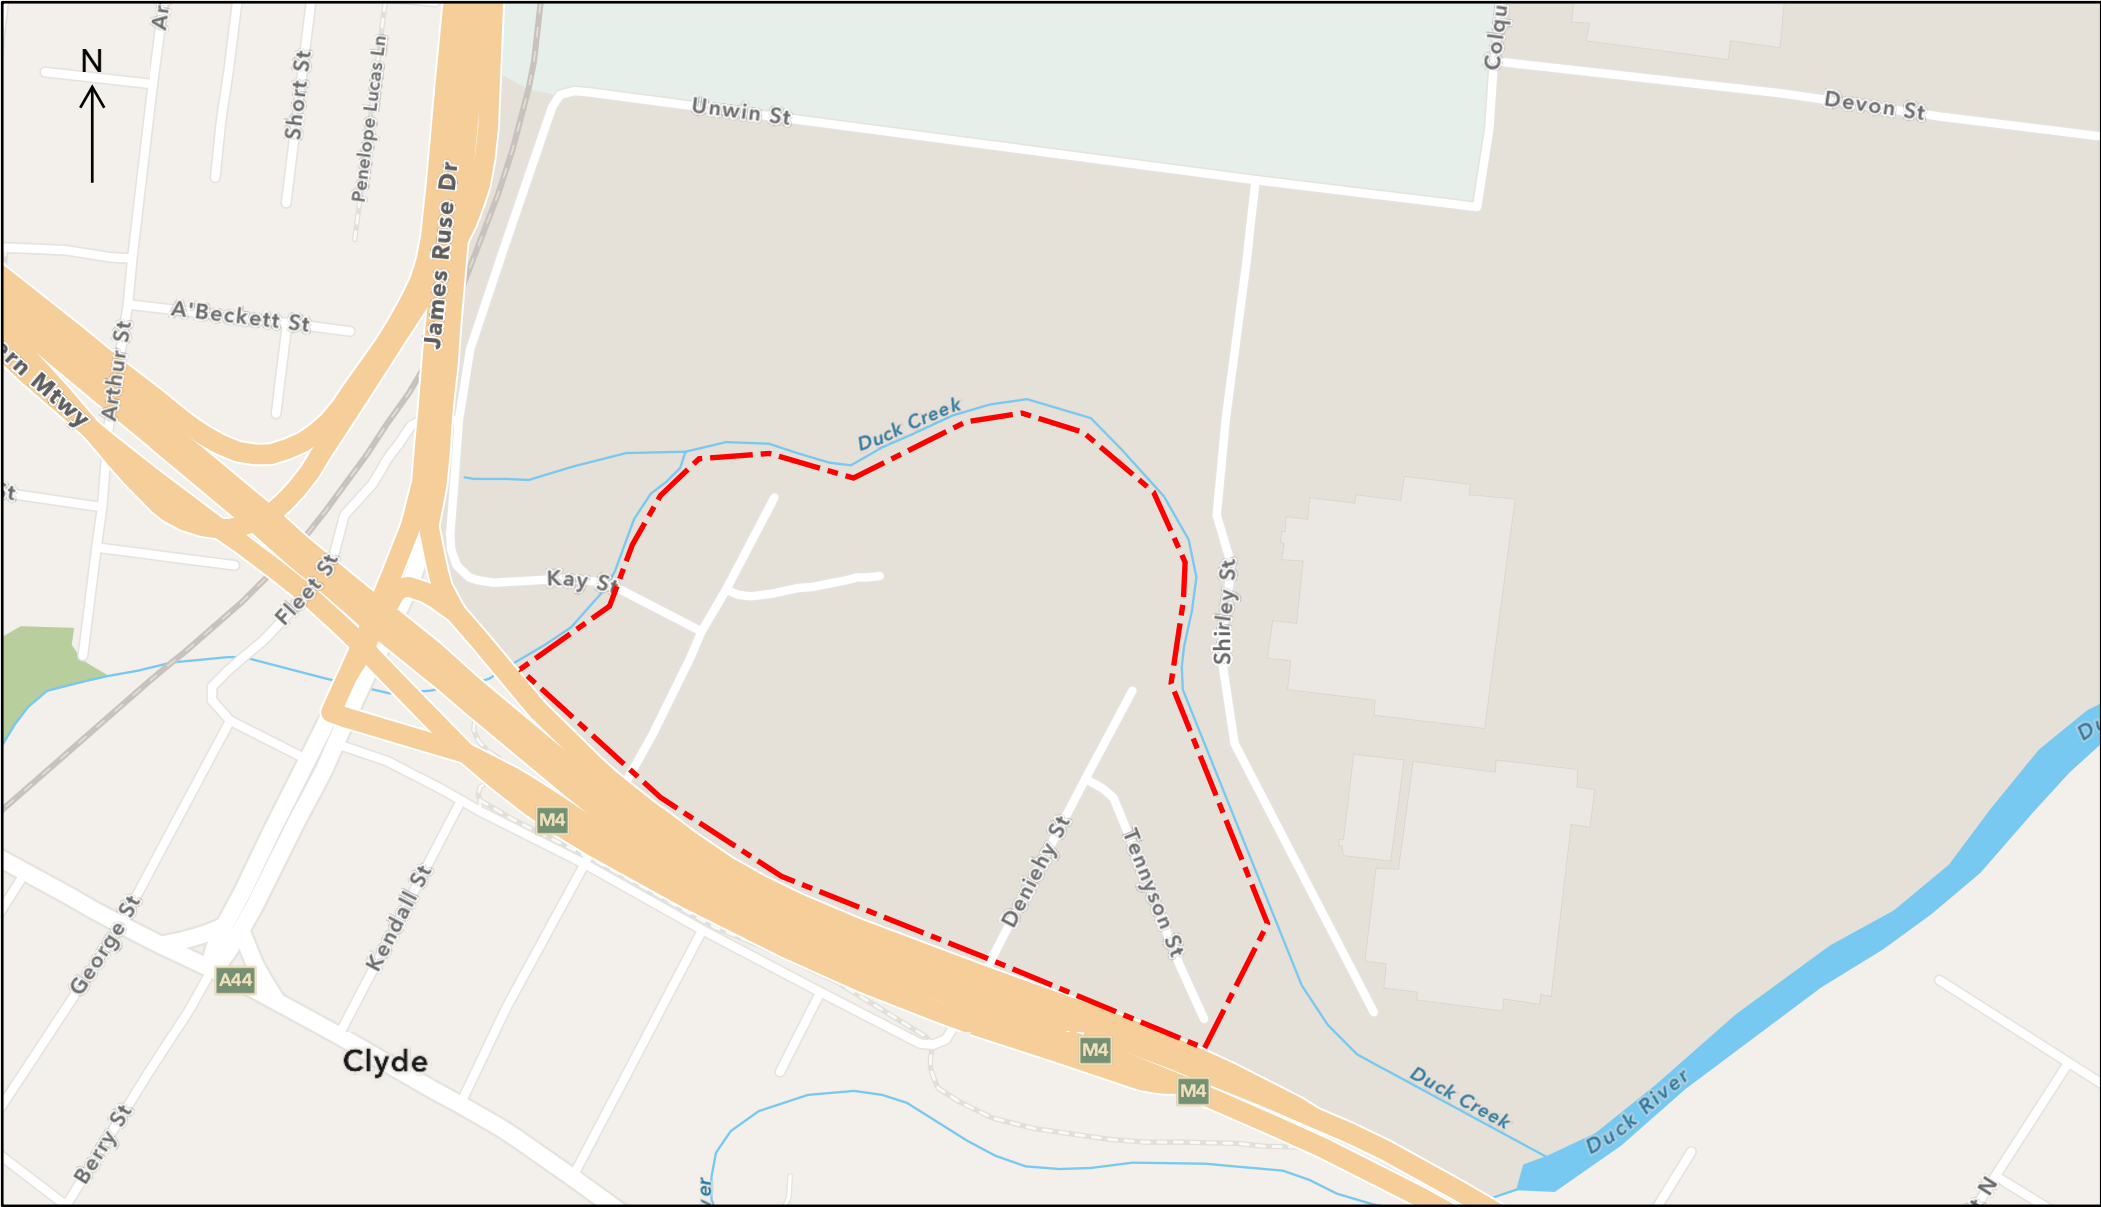 N
Short St
Penelope Lucas Ln
James Ruse Dr
Unwin St
Devon St
A'Beckett St
Arthur St
Mtwy
Duck Creek
Fleet St
Kay St
Shirley St
M4
Deniehy St
Tennyson St
George St
Kendall St
A44
Clyde
M4
M4
Berry St
Duck Creek
Duck River
N